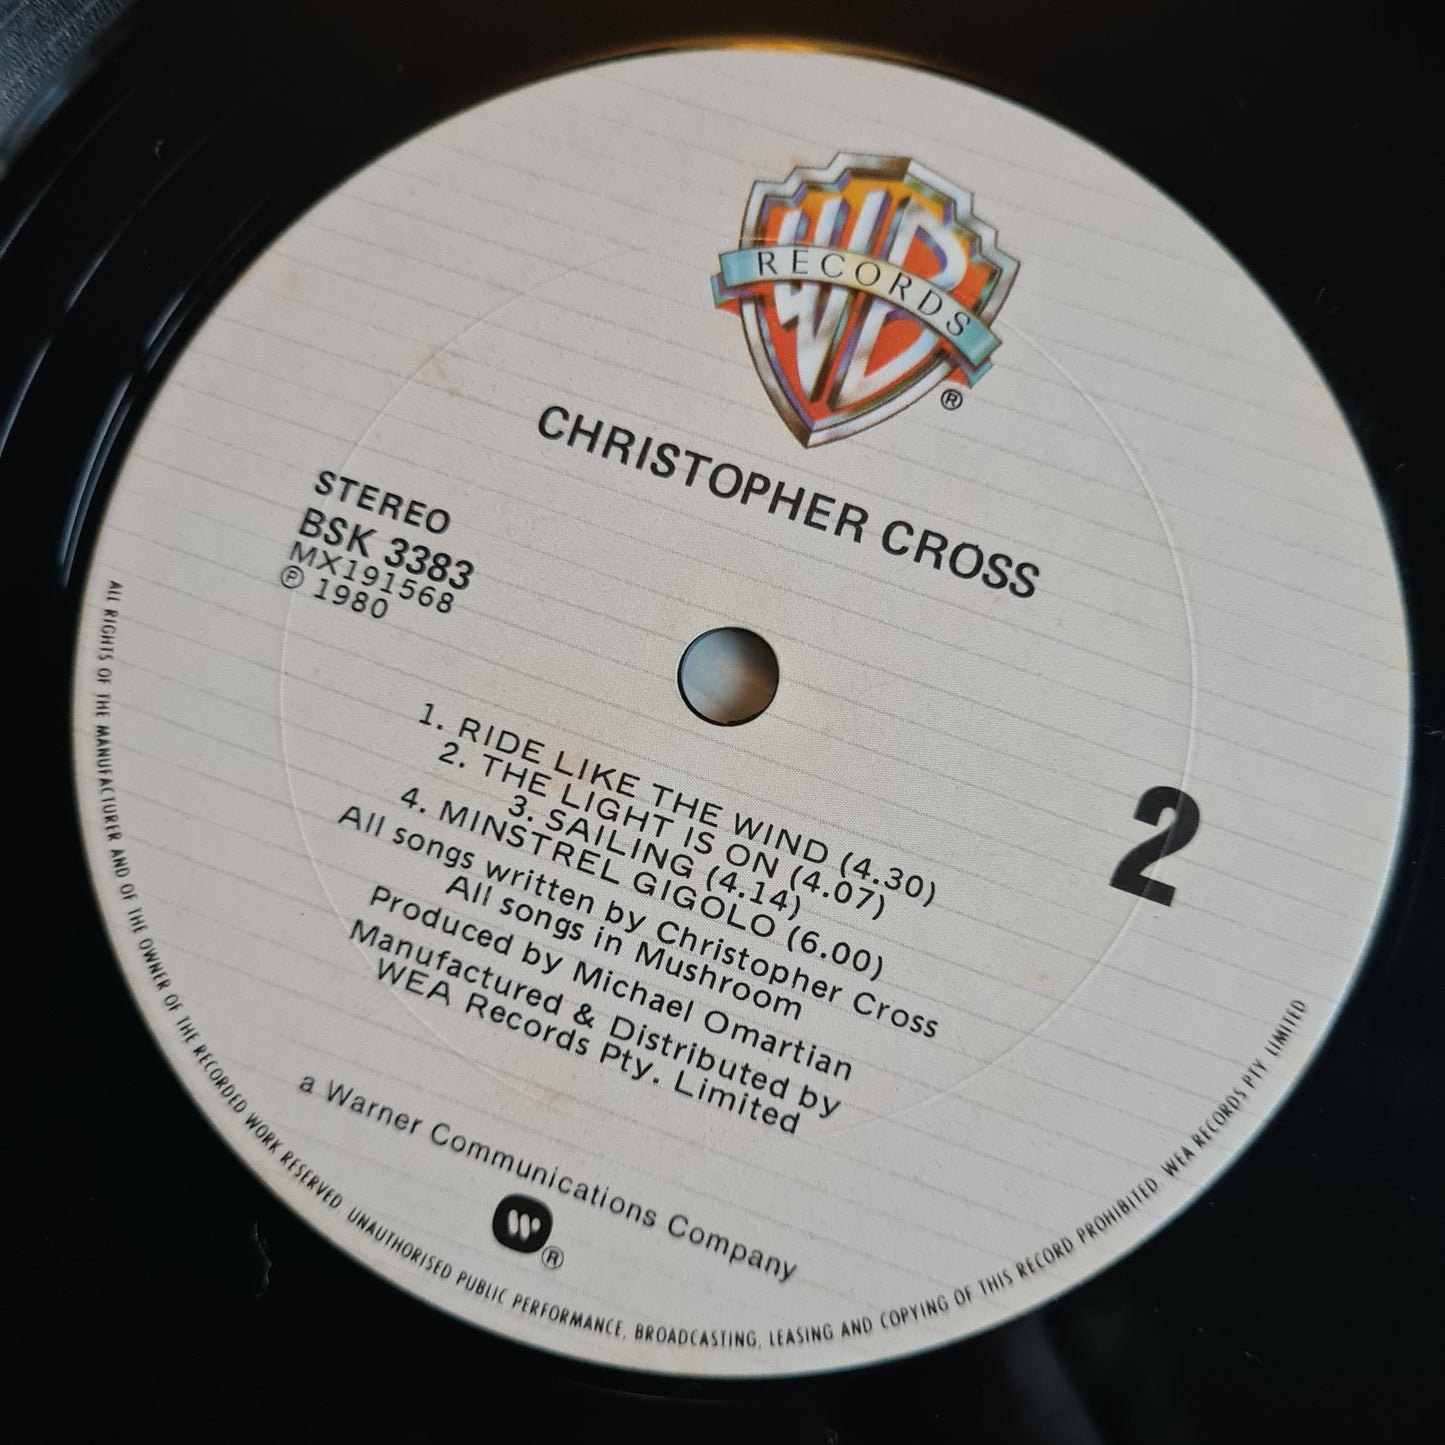 WB
RECORDS
®
CHRISTOPHER CROSS
STEREO
BSK 3383
MX191568
℗ 1980
2
1. RIDE LIKE THE WIND (4.30)
2. THE LIGHT IS ON (4.07)
3. SAILING (4.14)
4. MINSTREL GIGOLO (6.00)
All songs written by Christopher Cross
All songs in Mushroom
Produced by Michael Omartian
Manufactured & Distributed by
WEA Records Pty. Limited
a Warner Communications Company
W ®
ALL RIGHTS OF THE MANUFACTURER AND OF THE OWNER OF THE RECORDED WORK RESERVED. UNAUTHORISED PUBLIC PERFORMANCE, BROADCASTING, LEASING AND COPYING OF THIS RECORD PROHIBITED. WEA RECORDS PTY. LIMITED